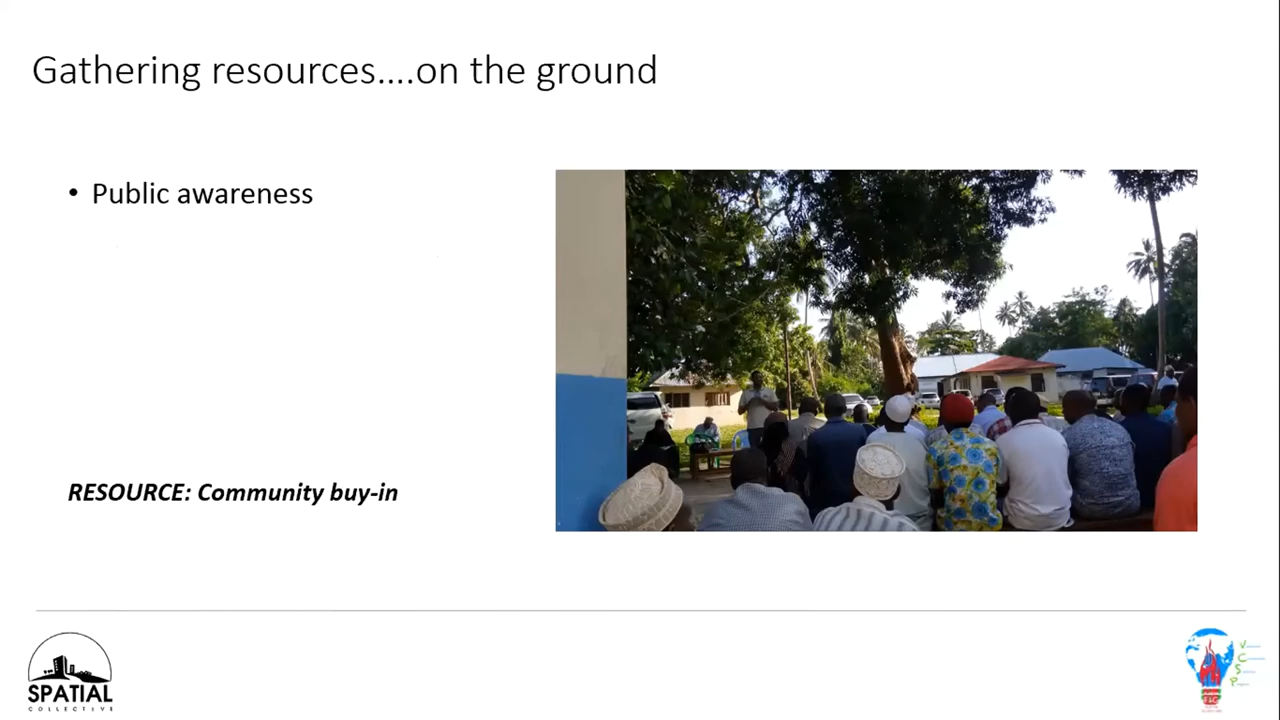 Gathering resources....on the ground
• Public awareness
RESOURCE: Community buy-in
SPATIAL
COLLECTIVE
V
C
S
P